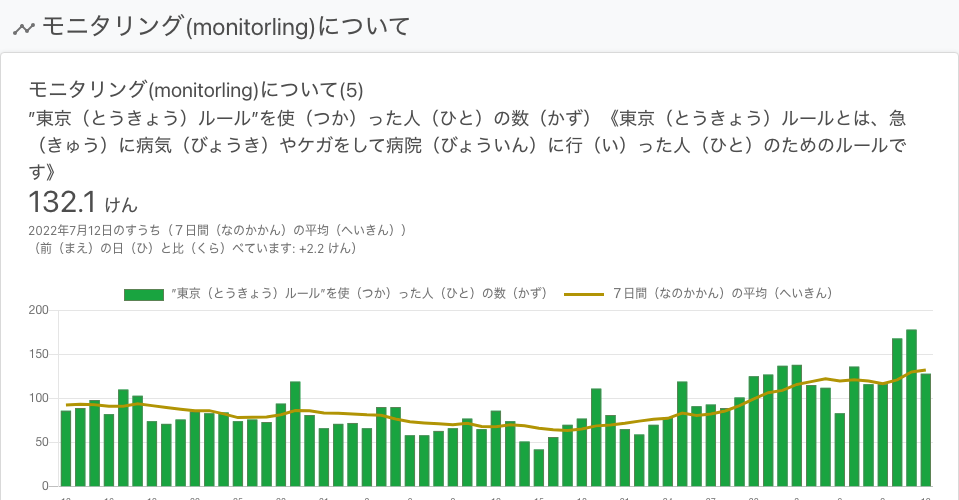 モニタリング(monitorling)について
モニタリング(monitorling)について(5)
”東京（とうきょう）ルール”を使（つか）った人（ひと）の数（かず）《東京（とうきょう）ルールとは、急
（きゅう）に病気（びょうき）やケガをして病院（びょういん）に行（い）った人（ひと）のためのルールで
す》
132.1 けん
2022年7月12日のすうち（７日間（なのかかん）の平均（へいきん））
（前（まえ）の日（ひ）と比（くら）べています: +2.2 けん）
”東京（とうきょう）ルール”を使（つか）った人（ひと）の数（かず） ７日間（なのかかん）の平均（へいきん）
200
150
100
50
0